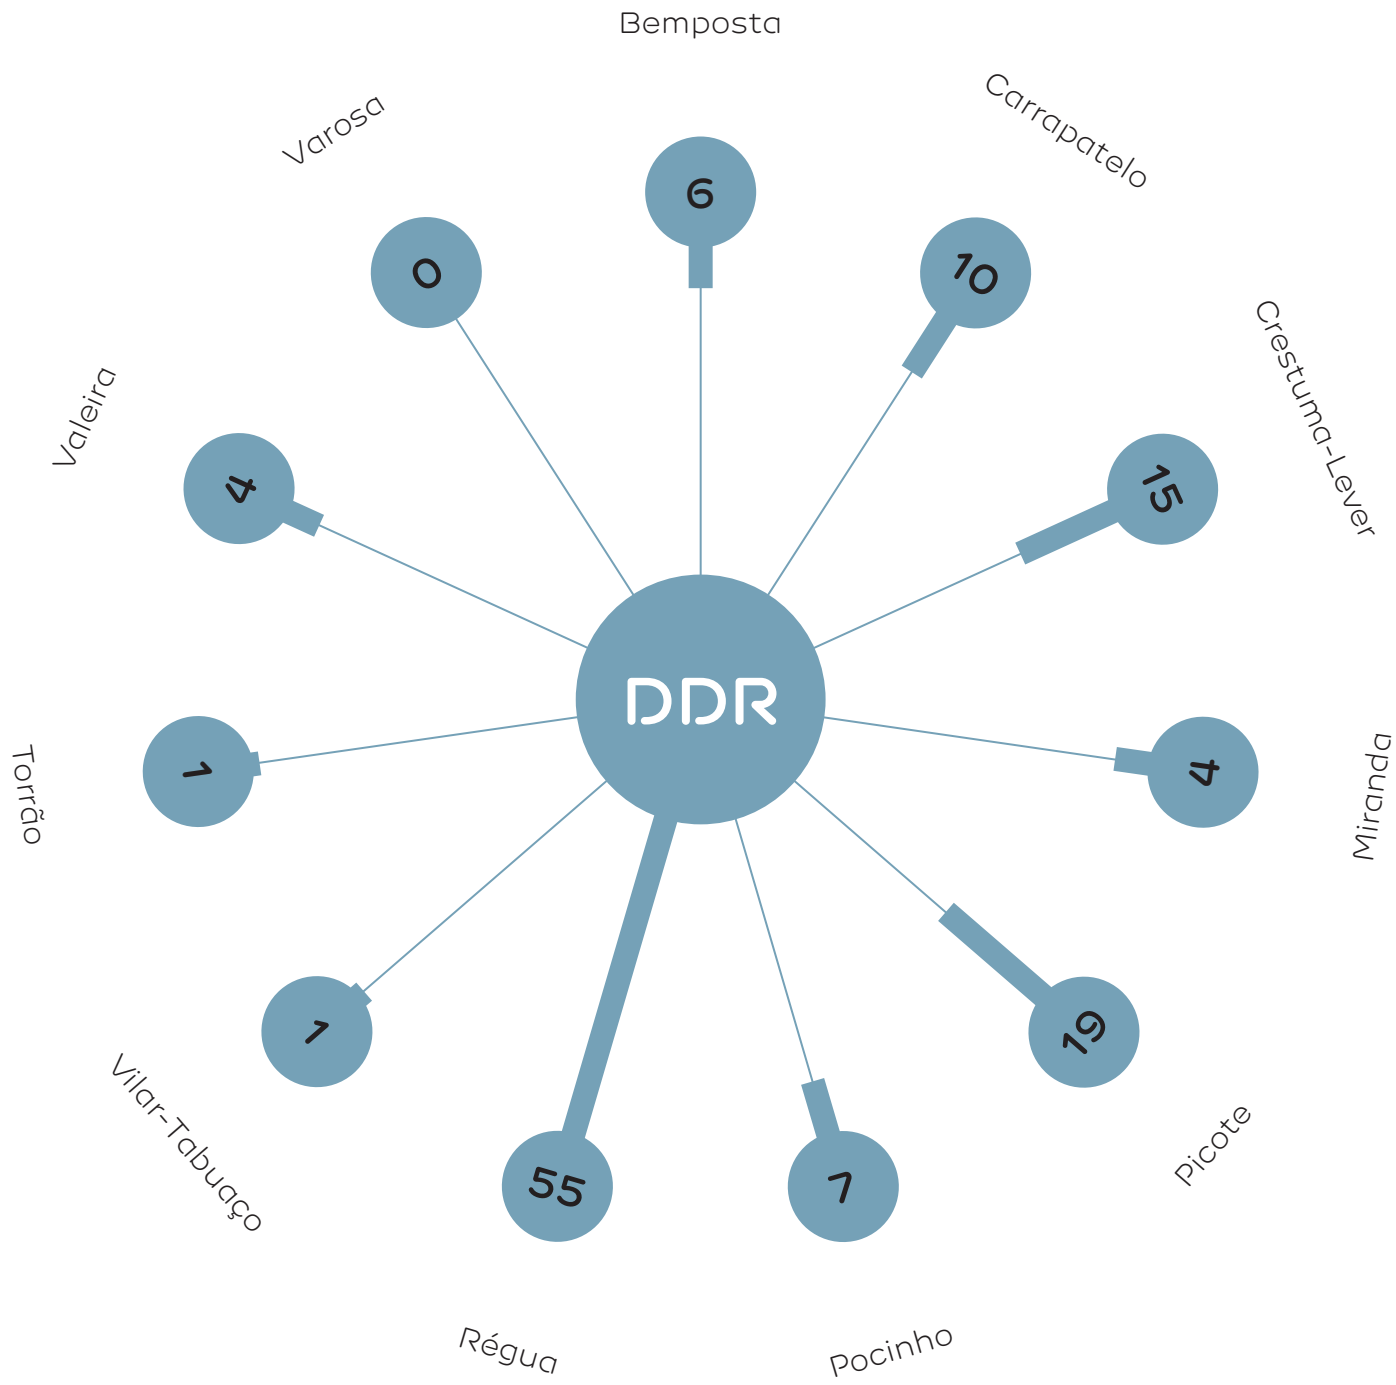 Bemposta
6
Carrapatelo
10
Crestuma-Lever
15
Miranda
4
Picote
19
Pocinho
7
Régua
55
Vilar-Tabuaço
1
Torrão
1
Valeira
4
Varosa
0
DDR